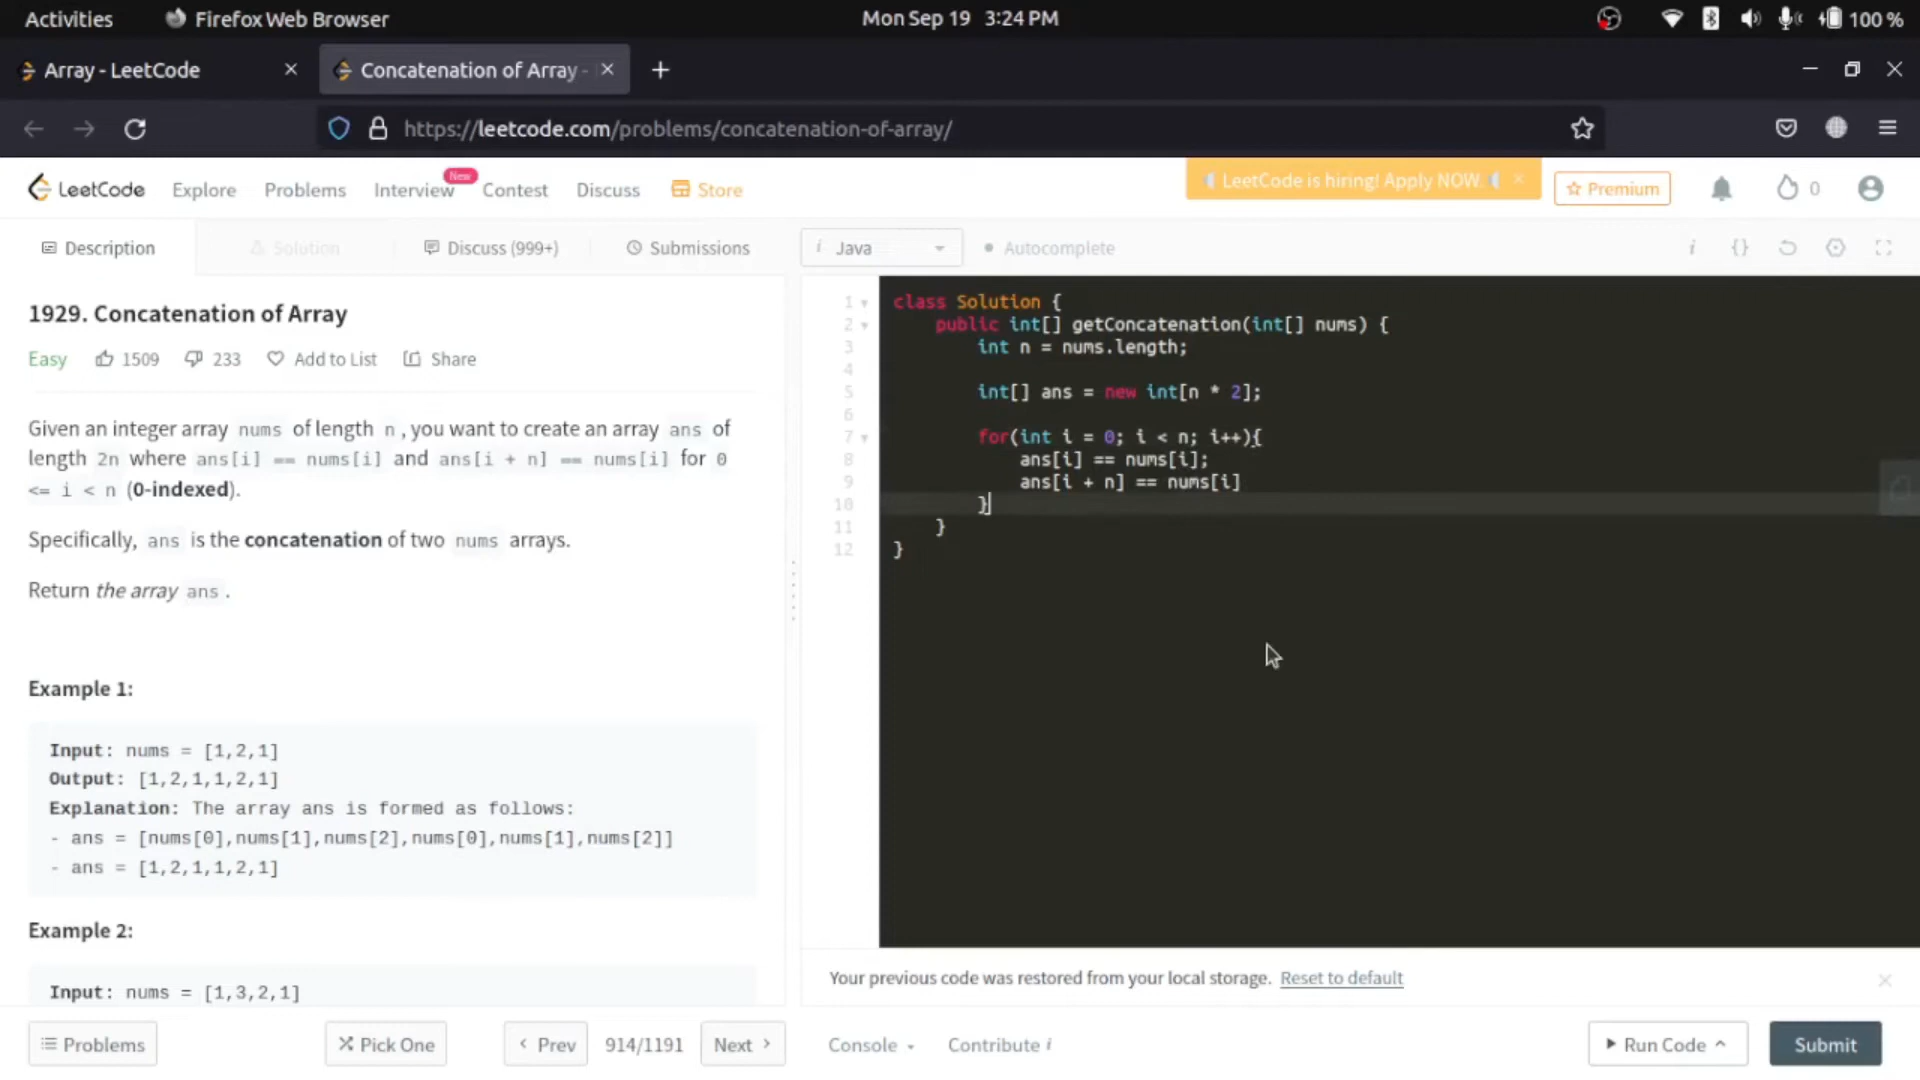 Activities Firefox Web Browser Mon Sep 19 3:24 PM 100 %
Array - LeetCode Concatenation of Array -
https://leetcode.com/problems/concatenation-of-array/
LeetCode Explore Problems Interview New Contest Discuss Store LeetCode is hiring! Apply NOW. Premium 0
Description Solution Discuss (999+) Submissions i Java Autocomplete i {}
1929. Concatenation of Array
Easy 1509 233 Add to List Share
Given an integer array nums of length n, you want to create an array ans of
length 2n where ans[i] == nums[i] and ans[i + n] == nums[i] for 0
<= i < n (0-indexed).
Specifically, ans is the concatenation of two nums arrays.
Return the array ans.
Example 1:
Input: nums = [1,2,1]
Output: [1,2,1,1,2,1]
Explanation: The array ans is formed as follows:
- ans = [nums[0],nums[1],nums[2],nums[0],nums[1],nums[2]]
- ans = [1,2,1,1,2,1]
Example 2:
Input: nums = [1,3,2,1]
1 class Solution {
2 public int[] getConcatenation(int[] nums) {
3 int n = nums.length;
4
5 int[] ans = new int[n * 2];
6
7 for(int i = 0; i < n; i++){
8 ans[i] == nums[i];
9 ans[i + n] == nums[i]
10 }
11 }
12 }
Your previous code was restored from your local storage. Reset to default
Problems Pick One Prev 914/1191 Next Console Contribute i Run Code Submit